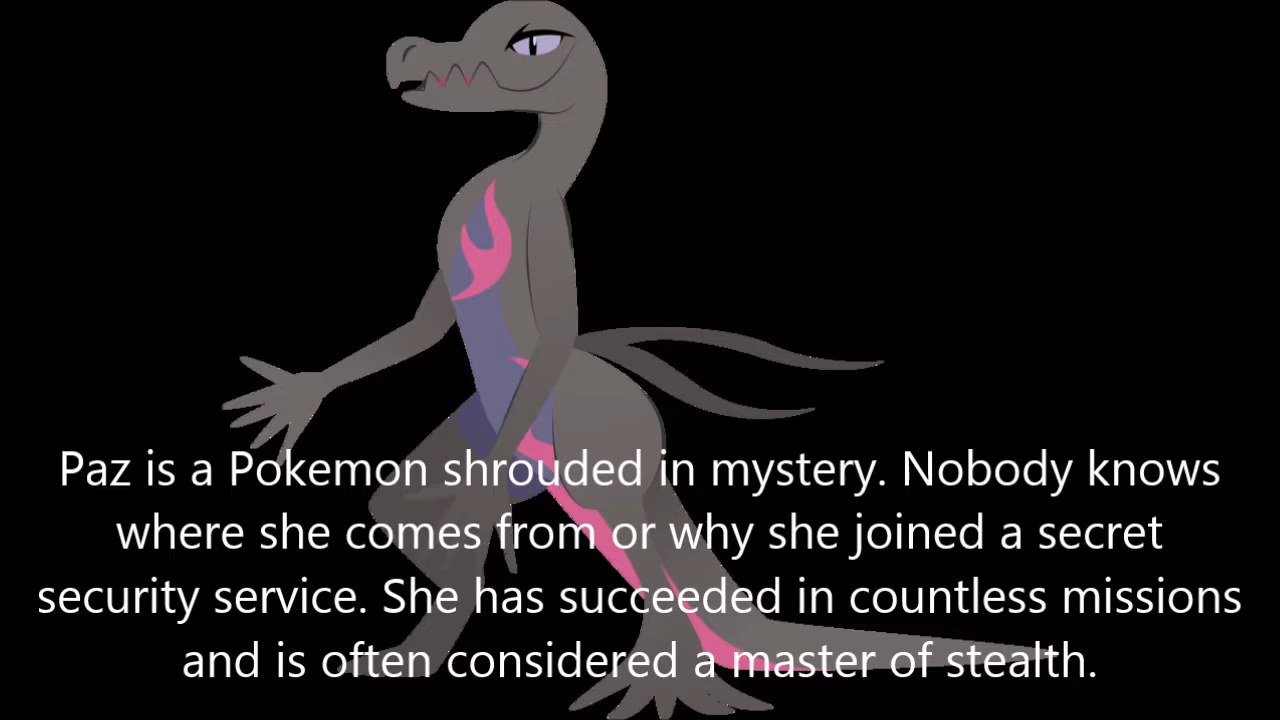 Paz is a Pokemon shrouded in mystery. Nobody knows
where she comes from or why she joined a secret
security service. She has succeeded in countless missions
and is often considered a master of stealth.